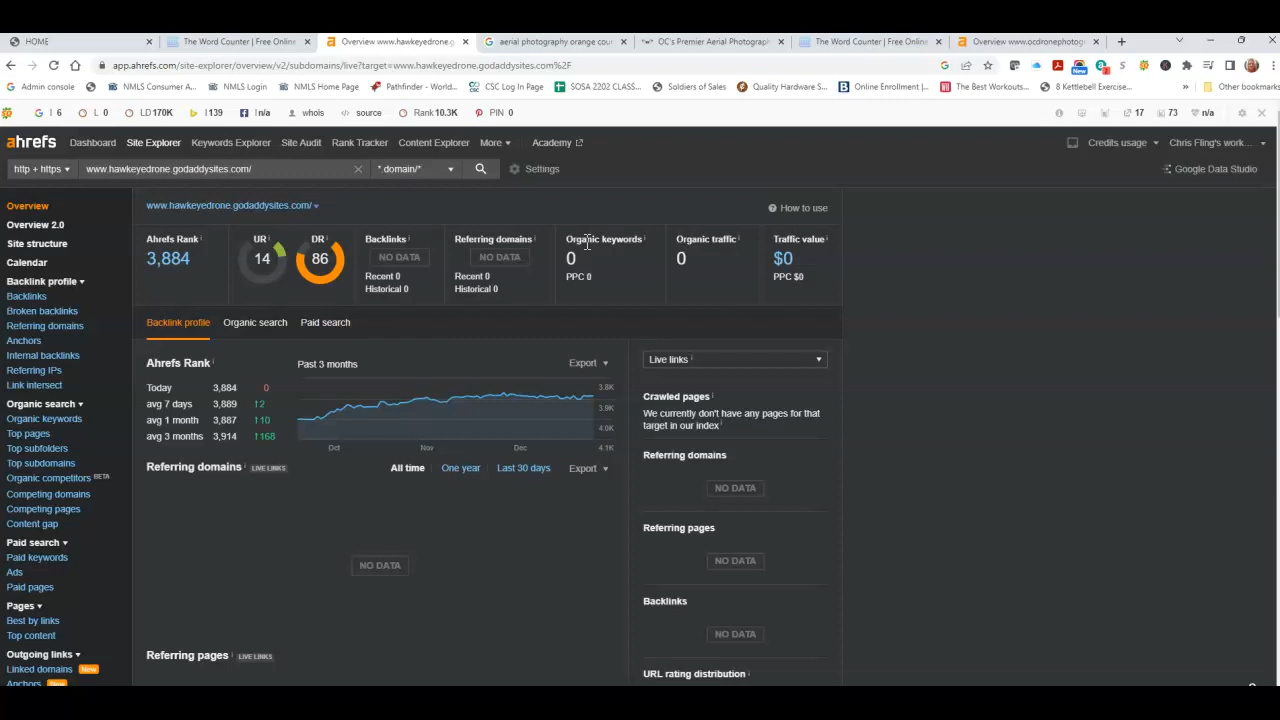 HOME
The Word Counter | Free Online
Overview www.hawkeyedrone.g
aerial photography orange cour
OC's Premier Aerial Photograph
The Word Counter | Free Online
Overview www.ocdronephotog
app.ahrefs.com/site-explorer/overview/v2/subdomains/live?target=www.hawkeyedrone.godaddysites.com%2F
Admin console
NMLS Consumer A...
NMLS Login
NMLS Home Page
Pathfinder - World...
CSC Log In Page
SOSA 2202 CLASS...
Soldiers of Sales
Quality Hardware S...
Online Enrollment |...
The Best Workouts...
8 Kettlebell Exercise...
»
Other bookmarks
I 6
L 0
LD 170K
I 139
I n/a
whois
source
Rank 10.3K
PIN 0
17
73
n/a
ahrefs
Dashboard
Site Explorer
Keywords Explorer
Site Audit
Rank Tracker
Content Explorer
More
Academy
Credits usage
Chris Fling's work...
http + https
www.hawkeyedrone.godaddysites.com/
*.domain/*
Settings
Google Data Studio
Overview
Overview 2.0
Site structure
Calendar
Backlink profile
Backlinks
Broken backlinks
Referring domains
Anchors
Internal backlinks
Referring IPs
Link intersect
Organic search
Organic keywords
Top pages
Top subfolders
Top subdomains
Organic competitors BETA
Competing domains
Competing pages
Content gap
Paid search
Paid keywords
Ads
Paid pages
Pages
Best by links
Top content
Outgoing links
Linked domains New
Anchors New
www.hawkeyedrone.godaddysites.com/
How to use
Ahrefs Rank
3,884
UR
14
DR
86
Backlinks
NO DATA
Recent 0
Historical 0
Referring domains
NO DATA
Recent 0
Historical 0
Organic keywords
0
PPC 0
Organic traffic
0
Traffic value
$0
PPC $0
Backlink profile
Organic search
Paid search
Ahrefs Rank
Past 3 months
Export
Today 3,884 0
avg 7 days 3,889 ↑2
avg 1 month 3,887 ↑10
avg 3 months 3,914 ↑168
3.8K
3.9K
4.0K
4.1K
Oct
Nov
Dec
Referring domains LIVE LINKS
All time
One year
Last 30 days
Export
NO DATA
Referring pages LIVE LINKS
Live links
Crawled pages
We currently don't have any pages for that
target in our index
Referring domains
NO DATA
Referring pages
NO DATA
Backlinks
NO DATA
URL rating distribution